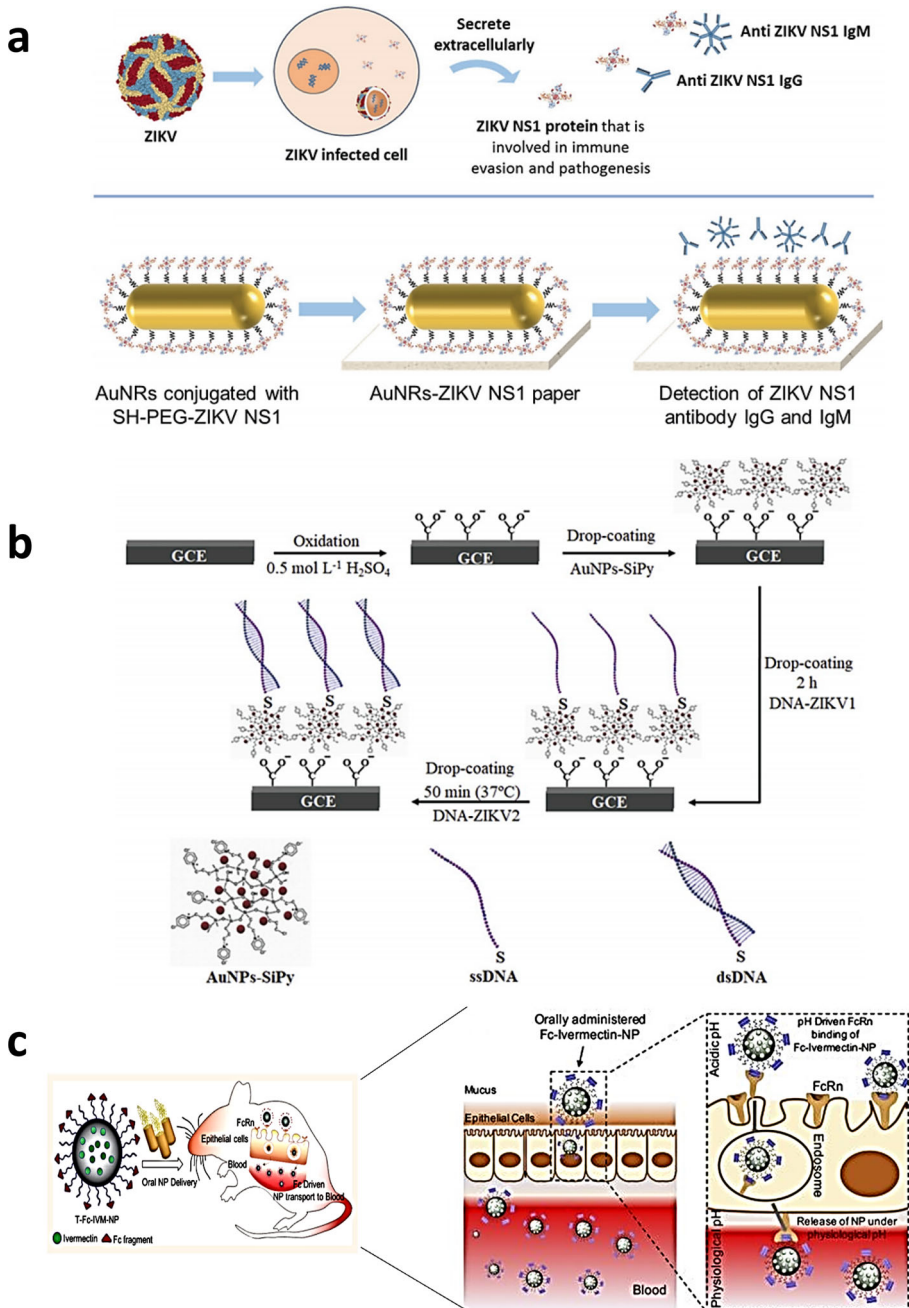 a
Secrete
extracellularly
Anti ZIKV NS1 IgM
Anti ZIKV NS1 IgG
ZIKV
ZIKV infected cell
ZIKV NS1 protein that is
involved in immune
evasion and pathogenesis
AuNRs conjugated with
SH-PEG-ZIKV NS1
AuNRs-ZIKV NS1 paper
Detection of ZIKV NS1
antibody IgG and IgM
b
GCE
Oxidation
0.5 mol L⁻¹ H₂SO₄
O O⁻ O O⁻ O O⁻
C C C
GCE
Drop-coating
AuNPs-SiPy
O O⁻ O O⁻ O O⁻
C C C
GCE
Drop-coating
2 h
DNA-ZIKV1
S
O O⁻ O O⁻ O O⁻
C C C
GCE
Drop-coating
50 min (37ºC)
DNA-ZIKV2
S
O O⁻ O O⁻ O O⁻
C C C
GCE
AuNPs-SiPy
S
ssDNA
S
dsDNA
c
T-Fc-IVM-NP
Oral NP Delivery
Ivermectin
Fc fragment
FcRn
Epithelial cells
Blood
Fc Driven
NP transport to Blood
Orally administered
Fc-Ivermectin-NP
Mucus
Epithelial Cells
Blood
Acidic pH
pH Driven FcRn
binding of
Fc-Ivermectin-NP
FcRn
Endosome
Release of NP under
physiological pH
Physiological pH